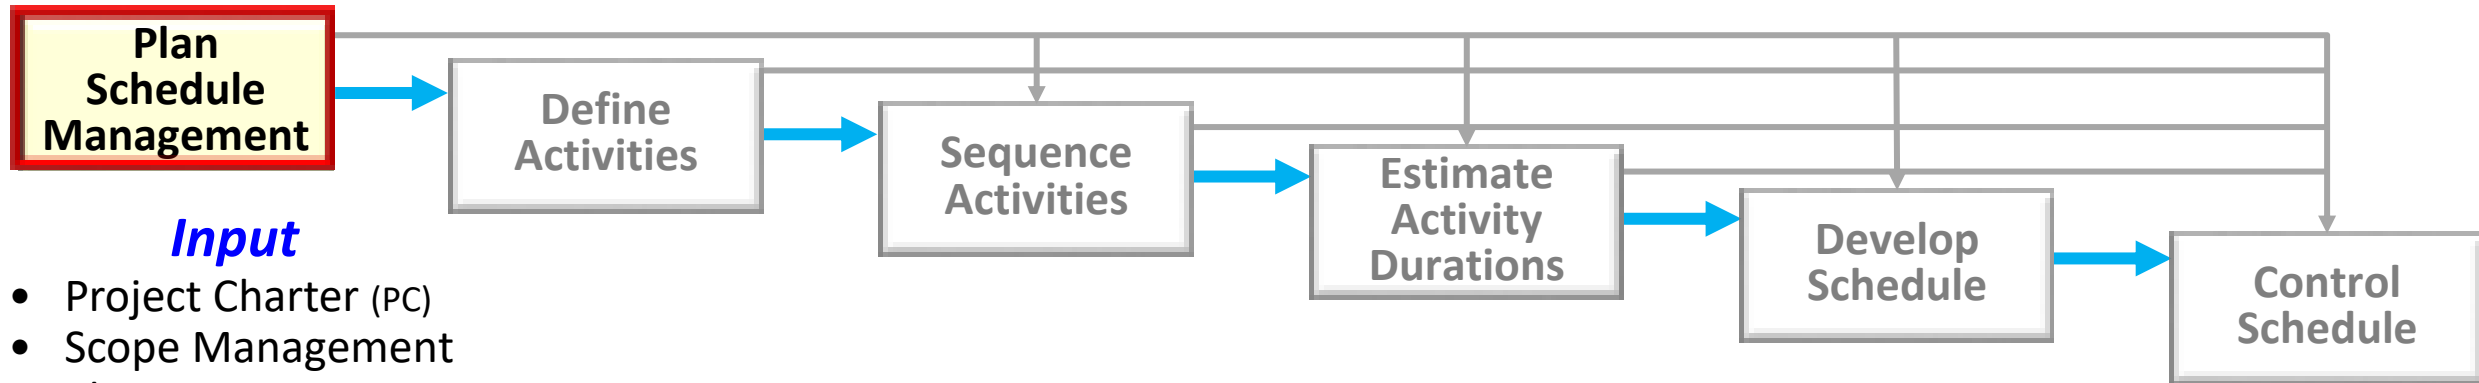 Plan
Schedule
Management
Define
Activities
Sequence
Activities
Estimate
Activity
Durations
Develop
Schedule
Control
Schedule
Input
• Project Charter (PC)
• Scope Management